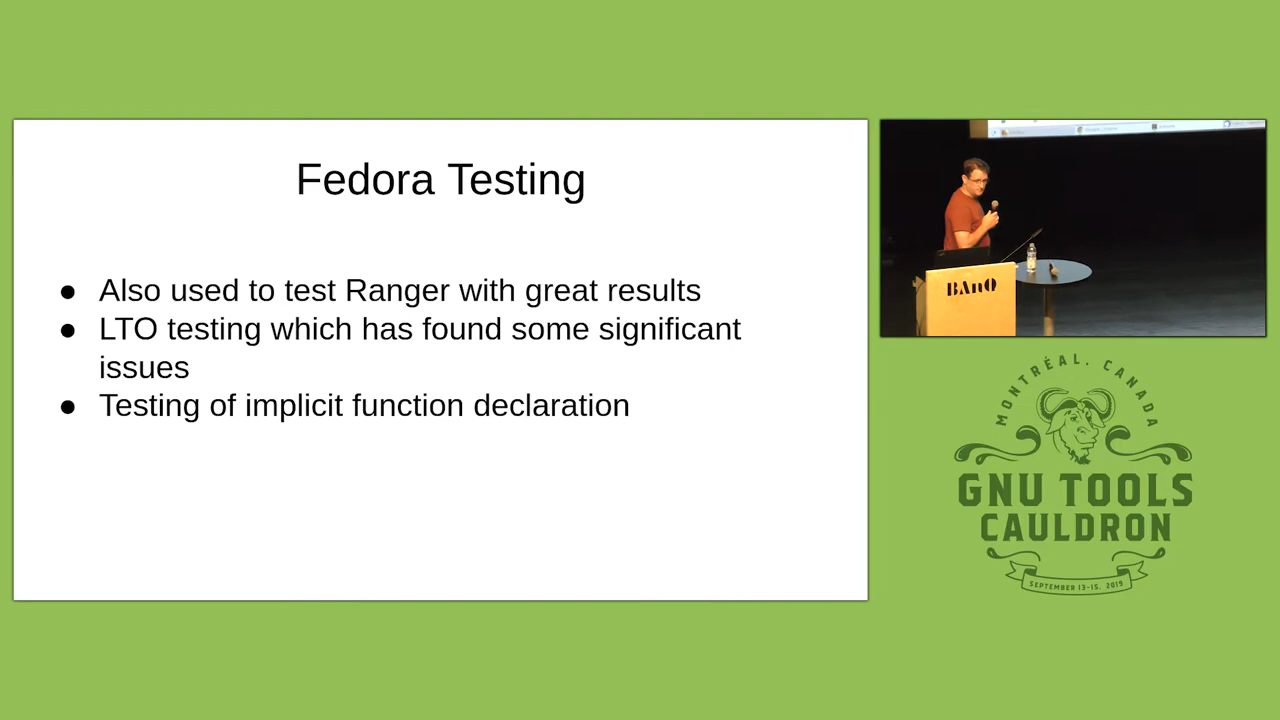 Fedora Testing
● Also used to test Ranger with great results
● LTO testing which has found some significant
issues
● Testing of implicit function declaration
BAnQ
MONTRÉAL, CANADA
GNU TOOLS
CAULDRON
SEPTEMBER 13-15, 2019